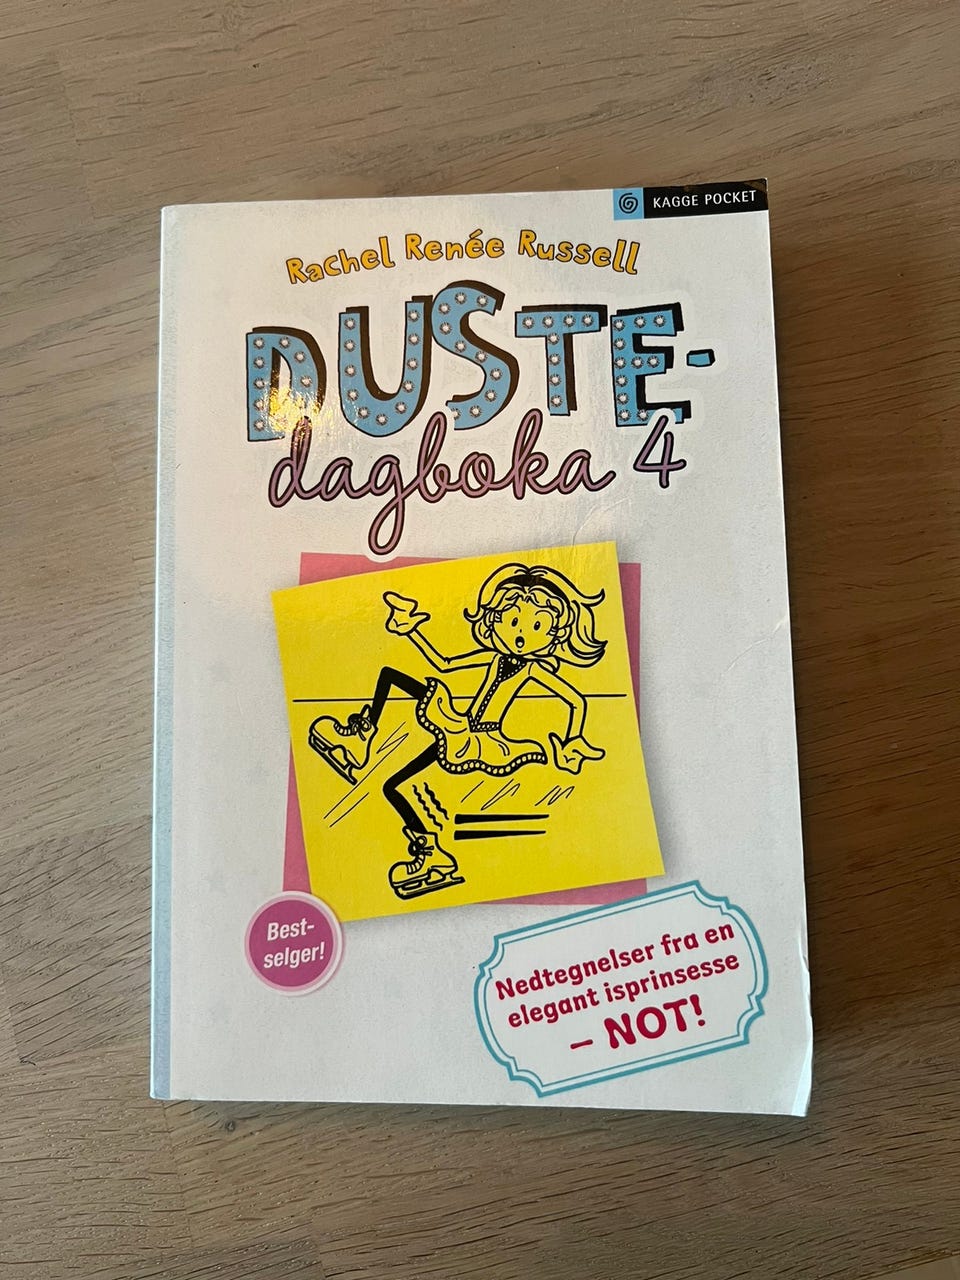 KAGGE POCKET
Rachel Renée Russell
DUSTE-
dagboka 4
Best-
selger!
Nedtegnelser fra en
elegant isprinsesse
– NOT!